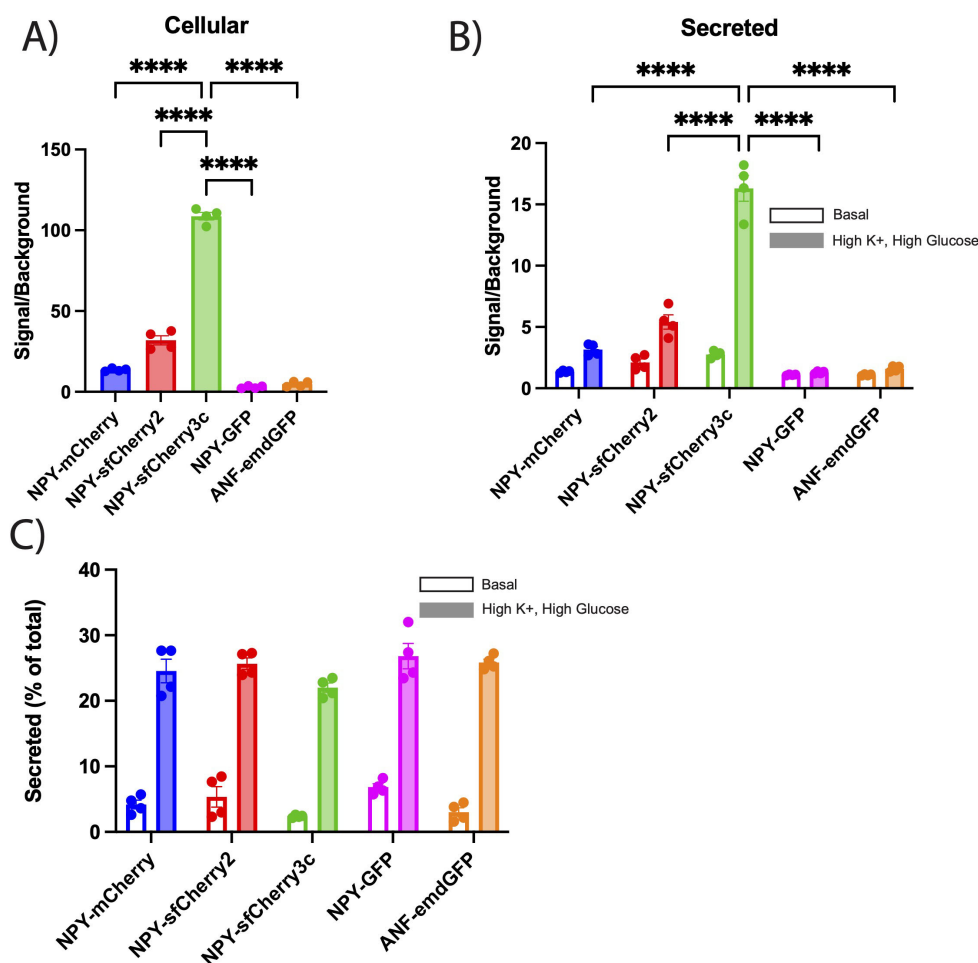 A)
Cellular
****
****
****
****
Signal/Background
150
100
50
0
NPY-mCherry
NPY-sfCherry2
NPY-sfCherry3c
NPY-GFP
ANF-emdGFP
B)
Secreted
****
****
****
****
Signal/Background
20
15
10
5
0
Basal
High K+, High Glucose
NPY-mCherry
NPY-sfCherry2
NPY-sfCherry3c
NPY-GFP
ANF-emdGFP
C)
Secreted (% of total)
40
30
20
10
0
Basal
High K+, High Glucose
NPY-mCherry
NPY-sfCherry2
NPY-sfCherry3c
NPY-GFP
ANF-emdGFP